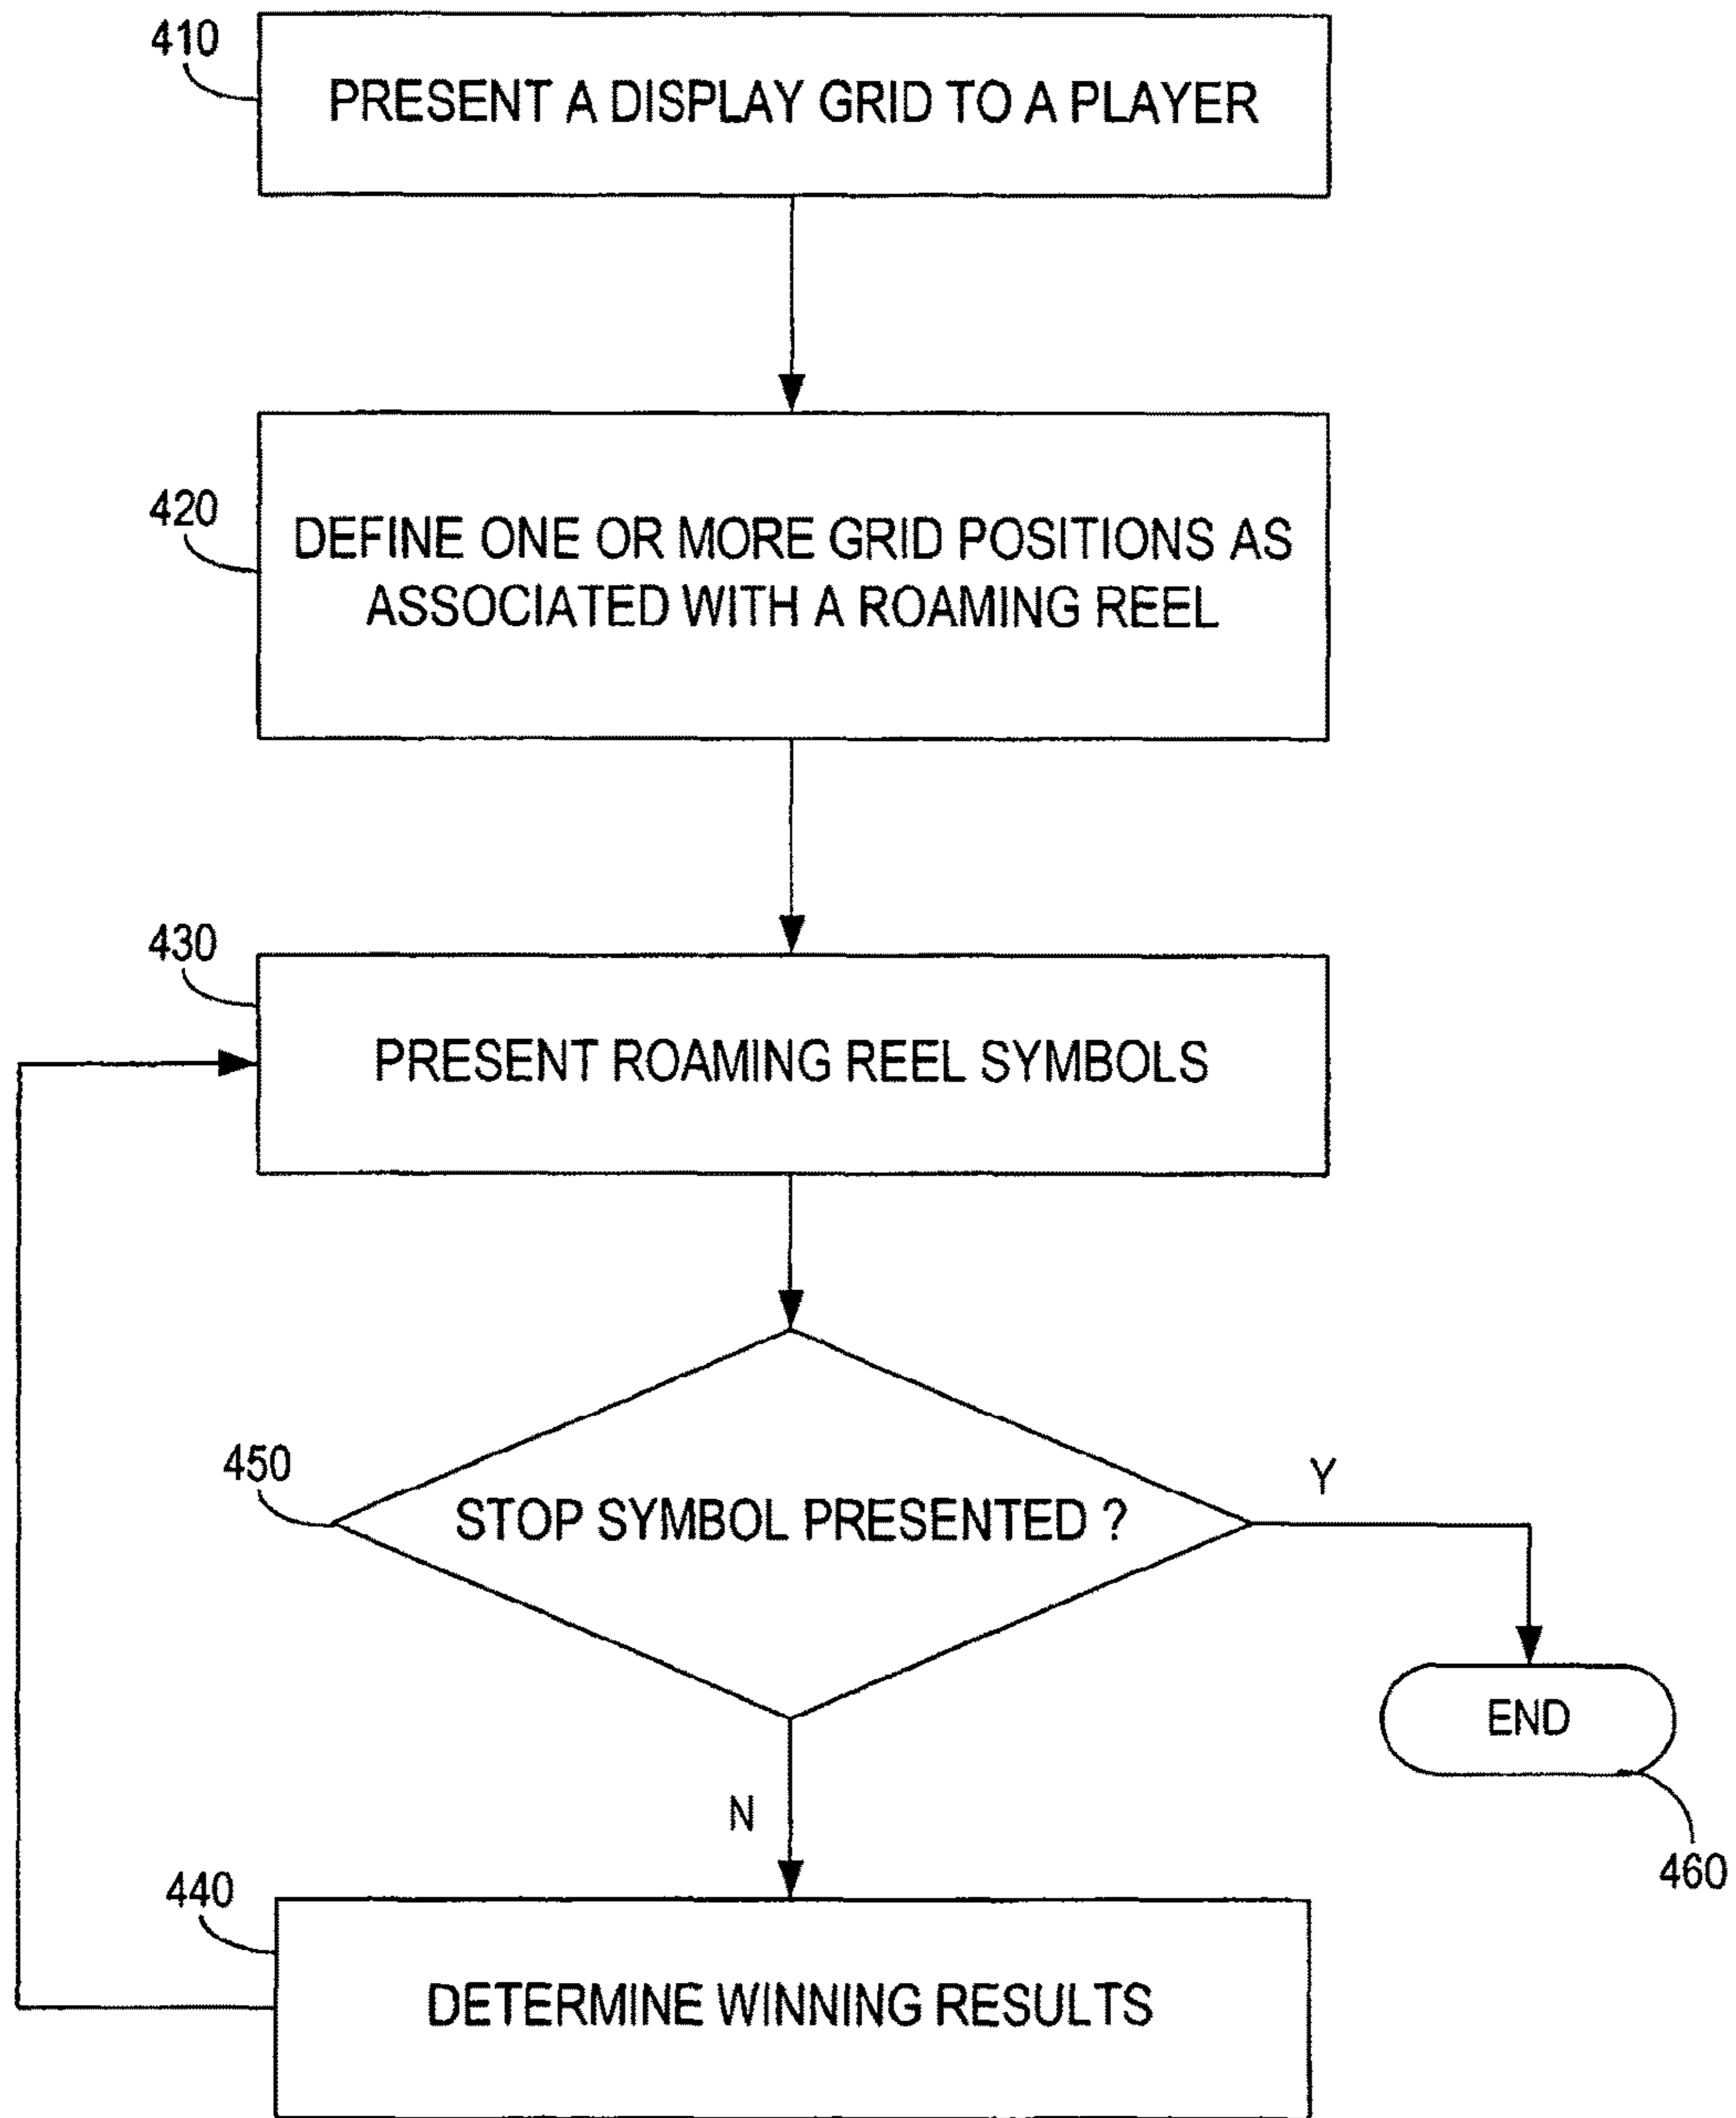 410
PRESENT A DISPLAY GRID TO A PLAYER
420
DEFINE ONE OR MORE GRID POSITIONS AS
ASSOCIATED WITH A ROAMING REEL
430
PRESENT ROAMING REEL SYMBOLS
450
STOP SYMBOL PRESENTED ?
Y
END
460
N
440
DETERMINE WINNING RESULTS